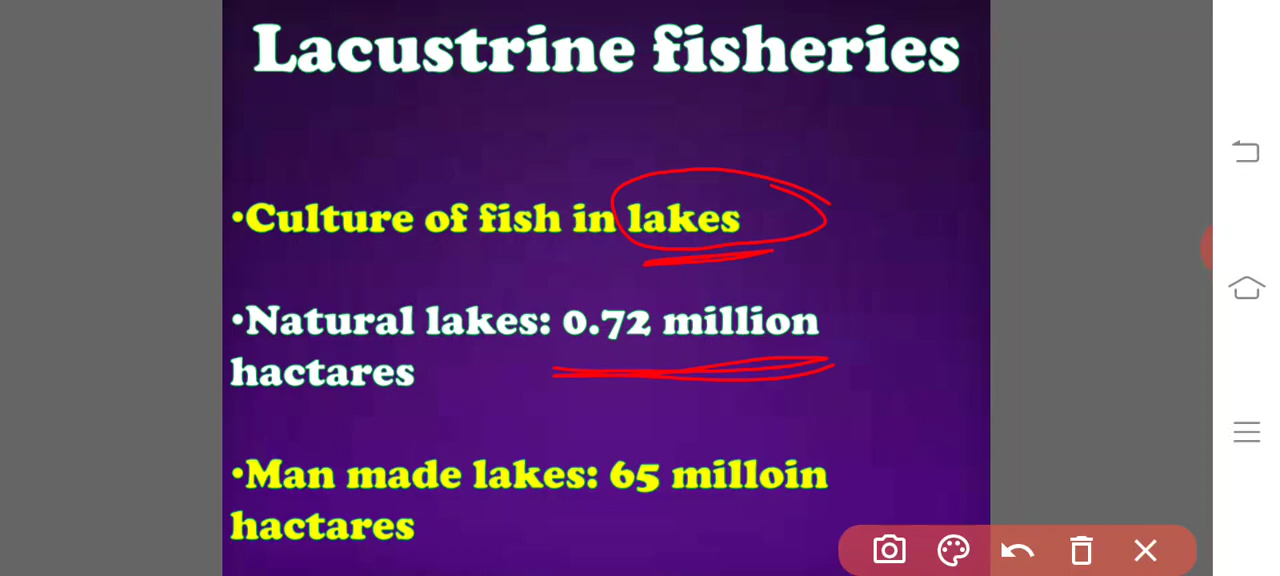 Lacustrine fisheries
•Culture of fish in lakes
•Natural lakes: 0.72 million
hactares
•Man made lakes: 65 milloin
hactares